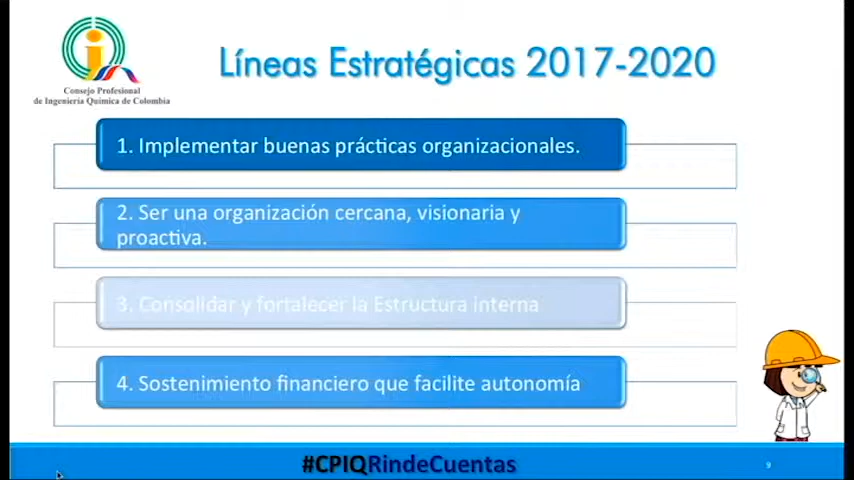 Líneas Estratégicas 2017-2020
Consejo Profesional
de Ingeniería Química de Colombia
1. Implementar buenas prácticas organizacionales.
2. Ser una organización cercana, visionaria y
proactiva.
3. Consolidar y fortalecer la Estructura interna
4. Sostenimiento financiero que facilite autonomía
#CPIQRindeCuentas
9